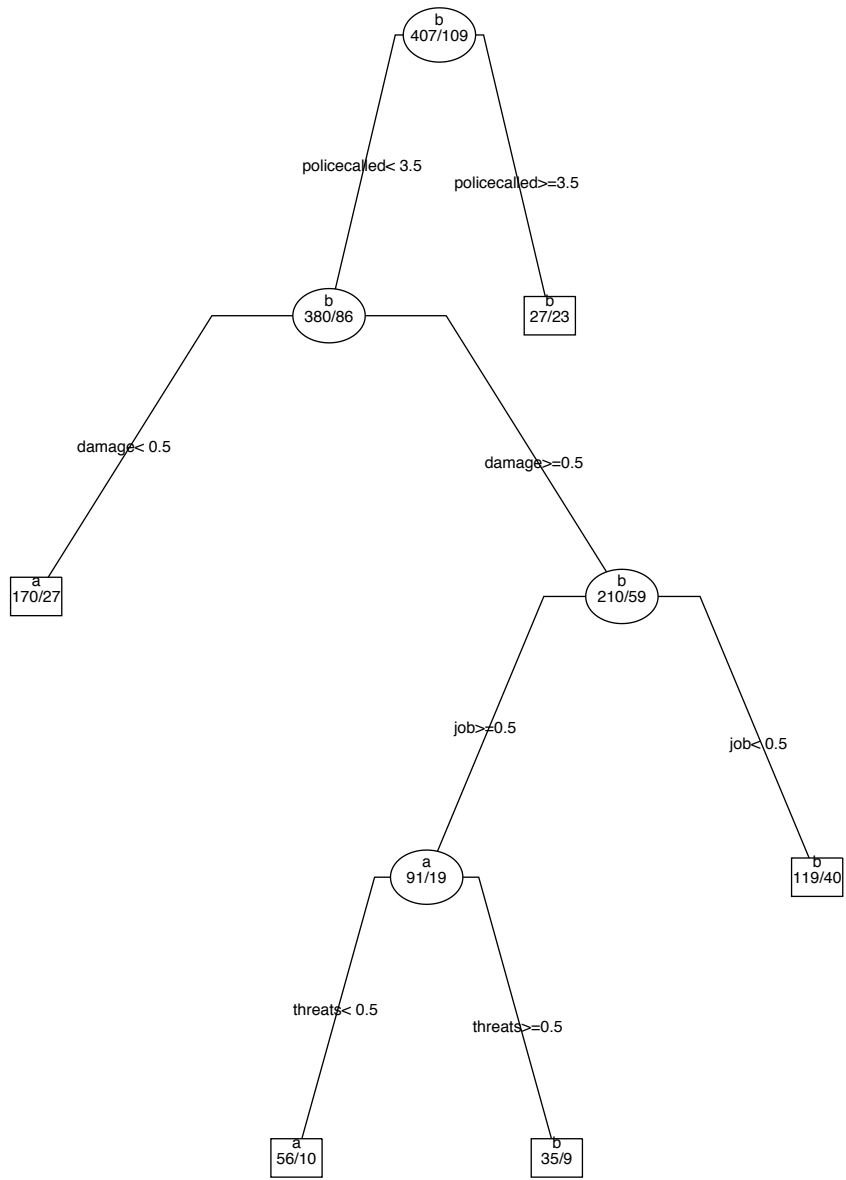 b
407/109
policecalled< 3.5
policecalled>=3.5
b
380/86
b
27/23
damage< 0.5
damage>=0.5
a
170/27
b
210/59
job>=0.5
job< 0.5
a
91/19
b
119/40
threats< 0.5
threats>=0.5
a
56/10
b
35/9